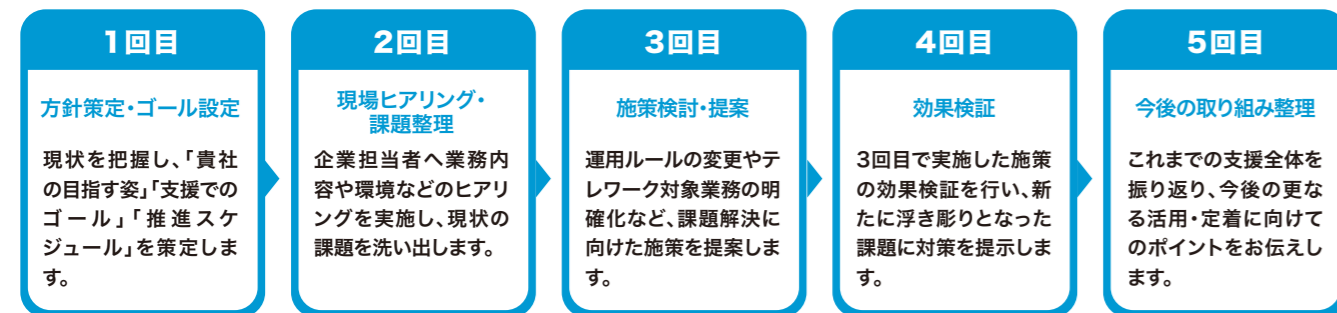 1回目
方針策定・ゴール設定
現状を把握し、「貴社
の目指す姿」「支援での
ゴール」「推進スケ
ジュール」を策定しま
す。
2回目
現場ヒアリング・
課題整理
企業担当者へ業務内
容や環境などのヒアリ
ングを実施し、現状の
課題を洗い出します。
3回目
施策検討・提案
運用ルールの変更やテ
レワーク対象業務の明
確化など、課題解決に
向けた施策を提案しま
す。
4回目
効果検証
3回目で実施した施策
の効果検証を行い、新
たに浮き彫りとなった
課題に対策を提示しま
す。
5回目
今後の取り組み整理
これまでの支援全体を
振り返り、今後の更な
る活用・定着に向けて
のポイントをお伝えし
ます。